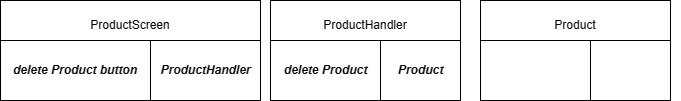 ProductScreen
delete Product button
ProductHandler
ProductHandler
delete Product
Product
Product